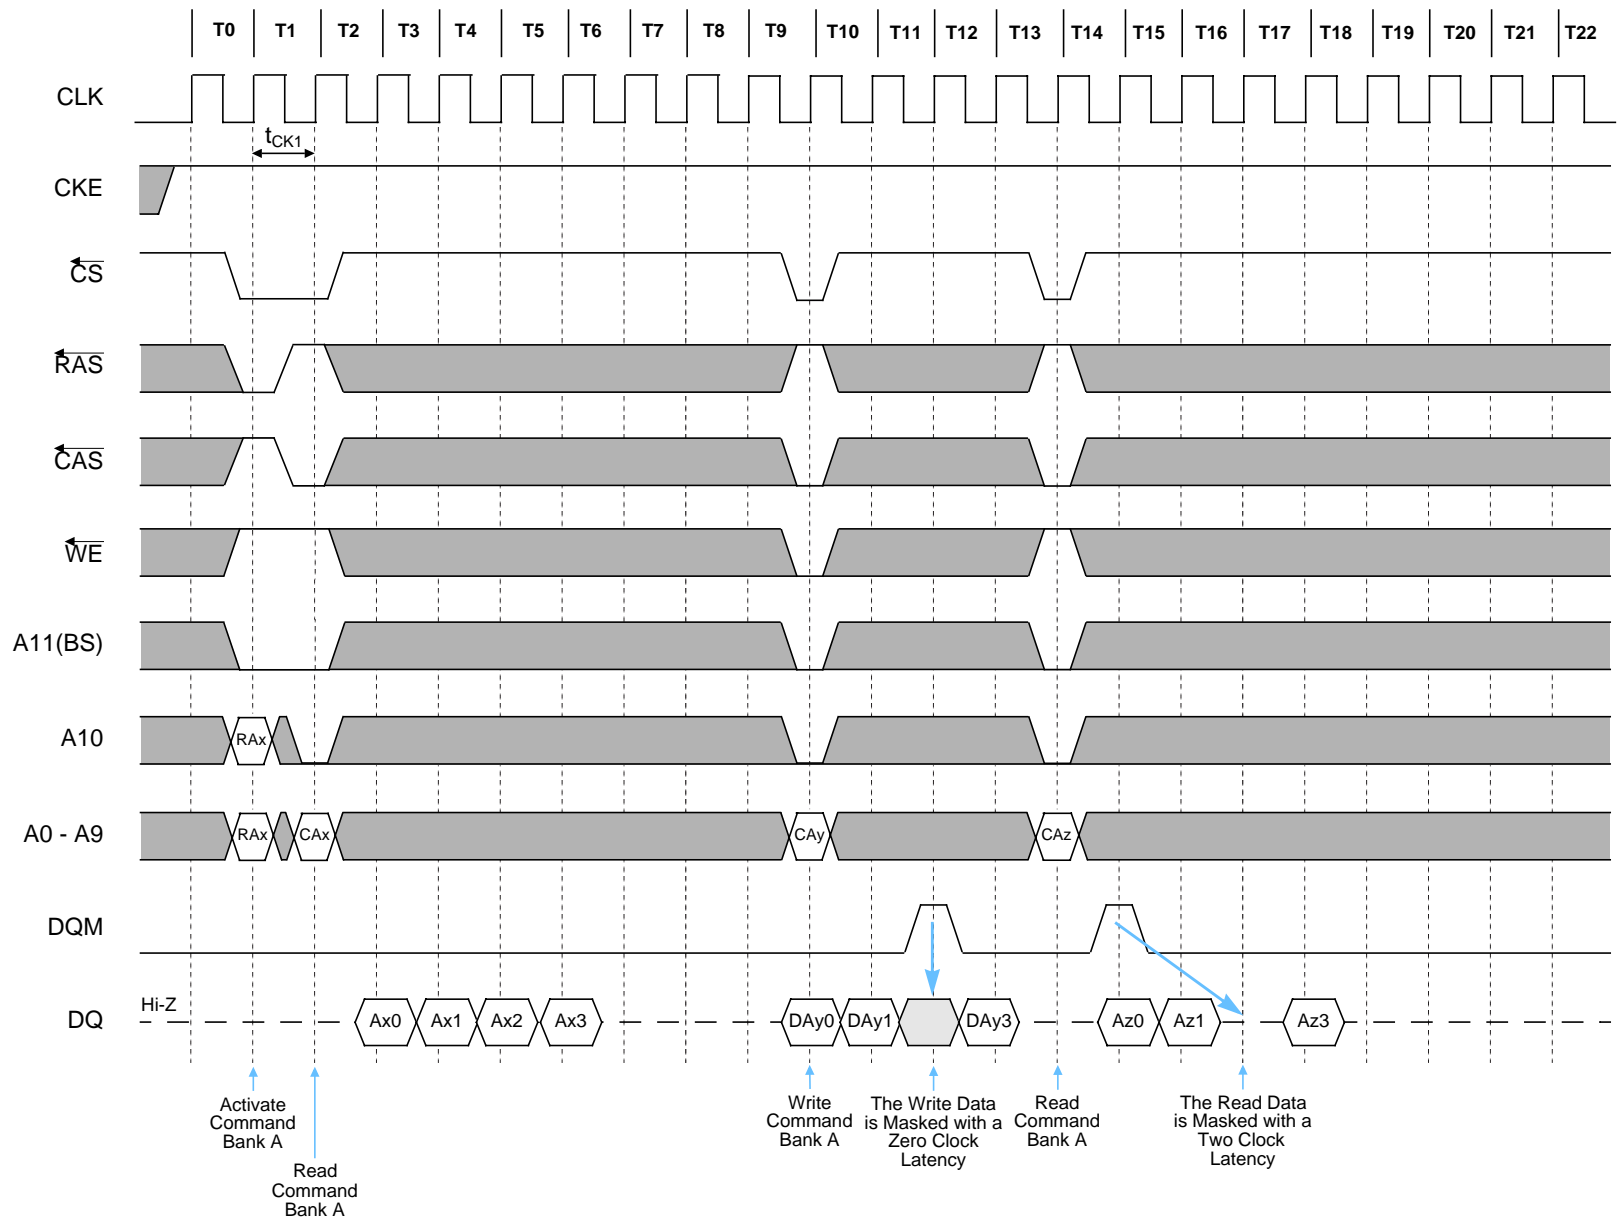 T0 T1 T2 T3 T4 T5 T6 T7 T8 T9 T10 T11 T12 T13 T14 T15 T16 T17 T18 T19 T20 T21 T22
CLK
tCK1
CKE
CS
RAS
CAS
WE
A11(BS)
A10
RAx
A0 - A9
RAx CAx CAy CAz
DQM
DQ
Hi-Z
Ax0 Ax1 Ax2 Ax3 DAy0 DAy1 DAy3 Az0 Az1 Az3
Activate
Command
Bank A
Read
Command
Bank A
Write
Command
Bank A
The Write Data
is Masked with a
Zero Clock
Latency
Read
Command
Bank A
The Read Data
is Masked with a
Two Clock
Latency